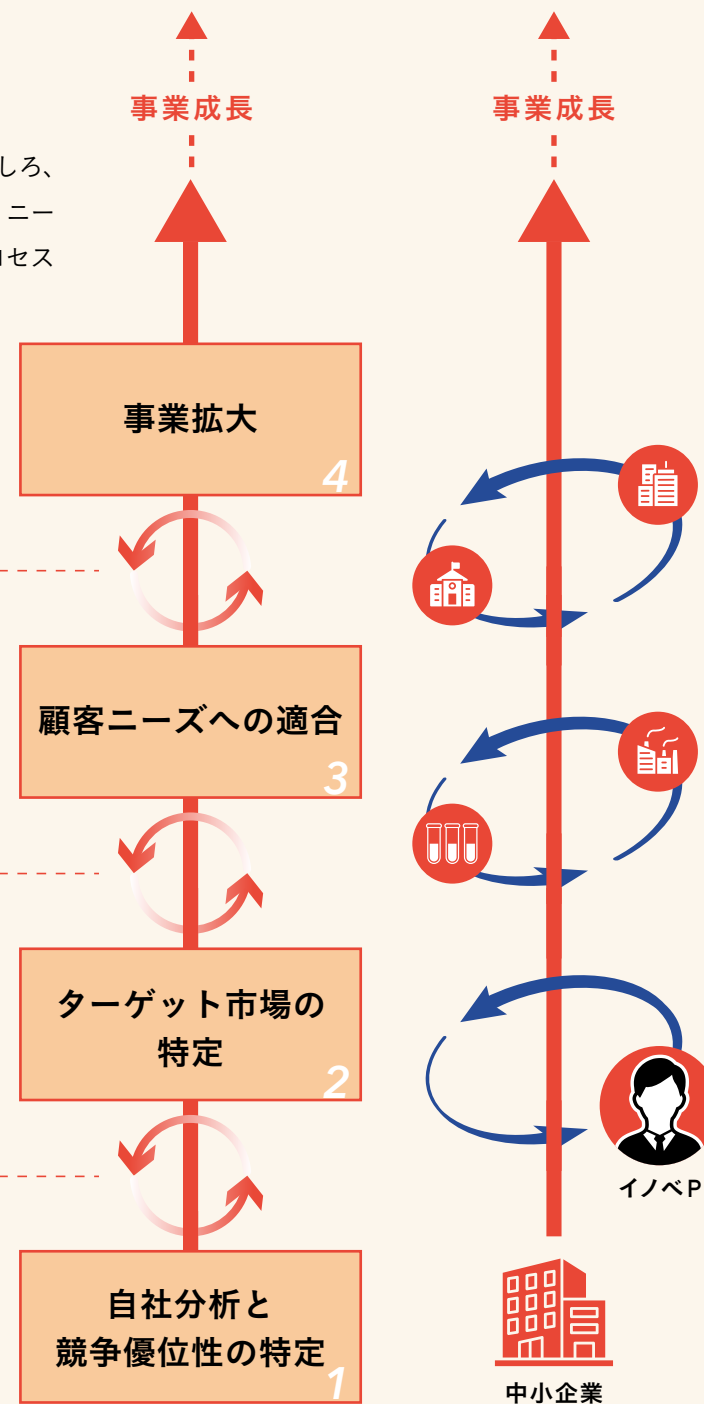 事業成長
事業成長
しろ、
ニー
セス
事業拡大
4
顧客ニーズへの適合
3
ターゲット市場の
特定
2
イノベP
自社分析と
競争優位性の特定
1
中小企業